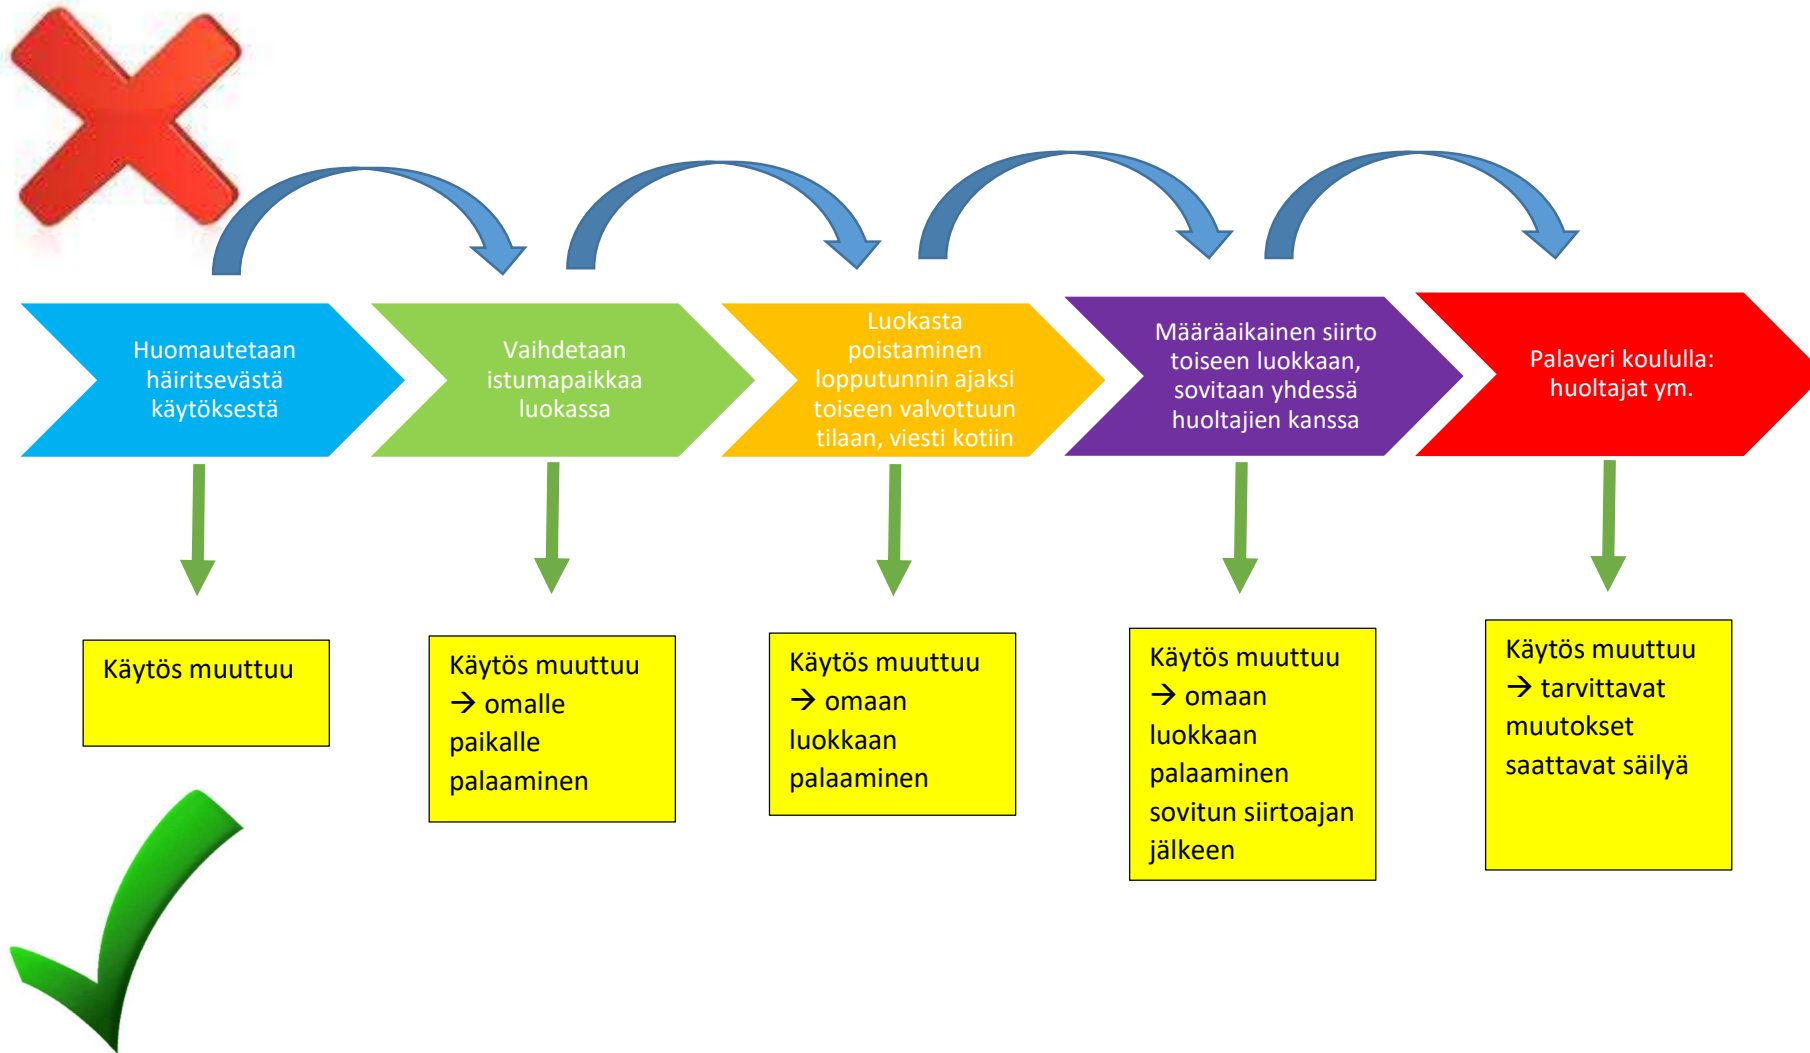 Huomautetaan
häiritsevästä
käytöksestä
Vaihdetaan
istumapaikkaa
luokassa
Luokasta
poistaminen
lopputunnin ajaksi
toiseen valvottuun
tilaan, viesti kotiin
Määräaikainen siirto
toiseen luokkaan,
sovitaan yhdessä
huoltajien kanssa
Palaveri koululla:
huoltajat ym.
Käytös muuttuu
Käytös muuttuu
→ omalle
paikalle
palaaminen
Käytös muuttuu
→ omaan
luokkaan
palaaminen
Käytös muuttuu
→ omaan
luokkaan
palaaminen
sovitun siirtoajan
jälkeen
Käytös muuttuu
→ tarvittavat
muutokset
saattavat säilyä